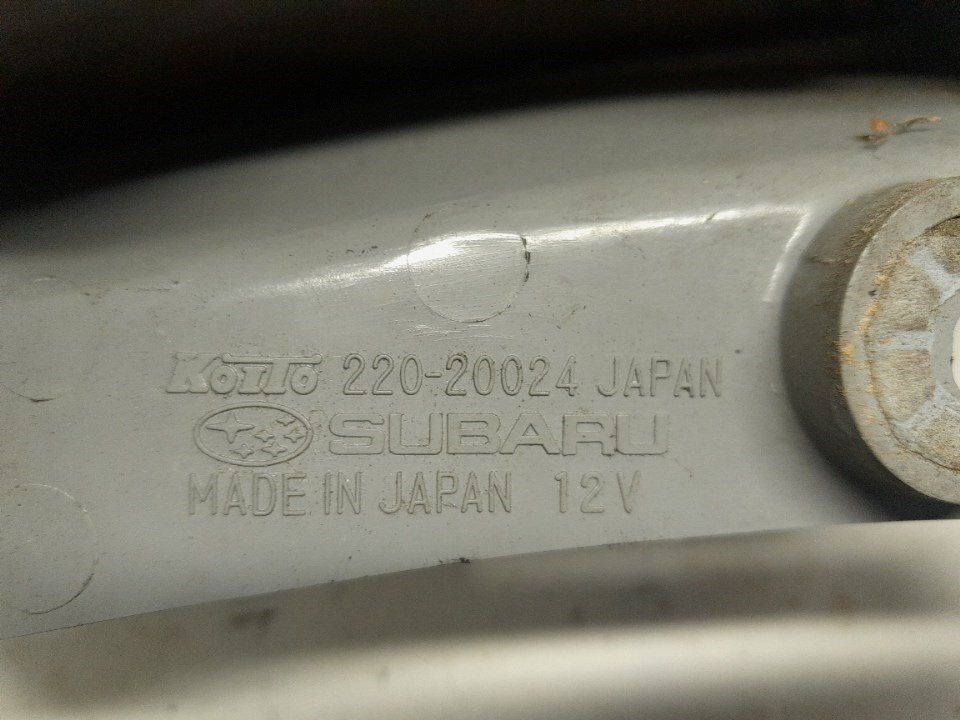 KOITO 220-20024 JAPAN
SUBARU
MADE IN JAPAN 12V